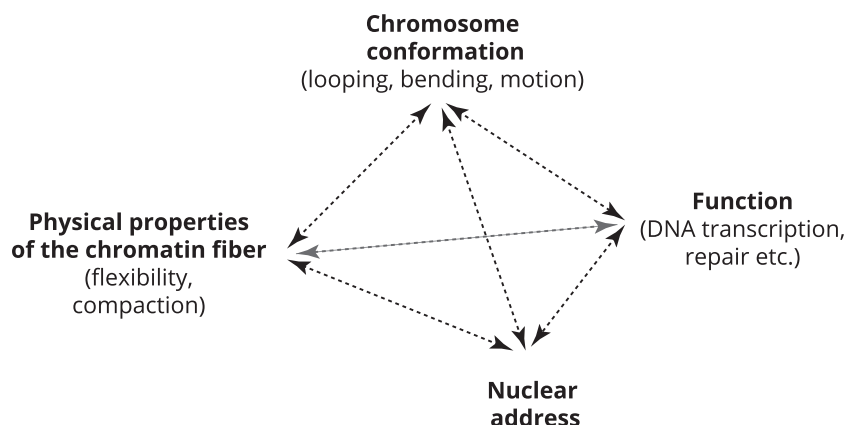 Chromosome
conformation
(looping, bending, motion)
Physical properties
of the chromatin fiber
(flexibility,
compaction)
Function
(DNA transcription,
repair etc.)
Nuclear
address